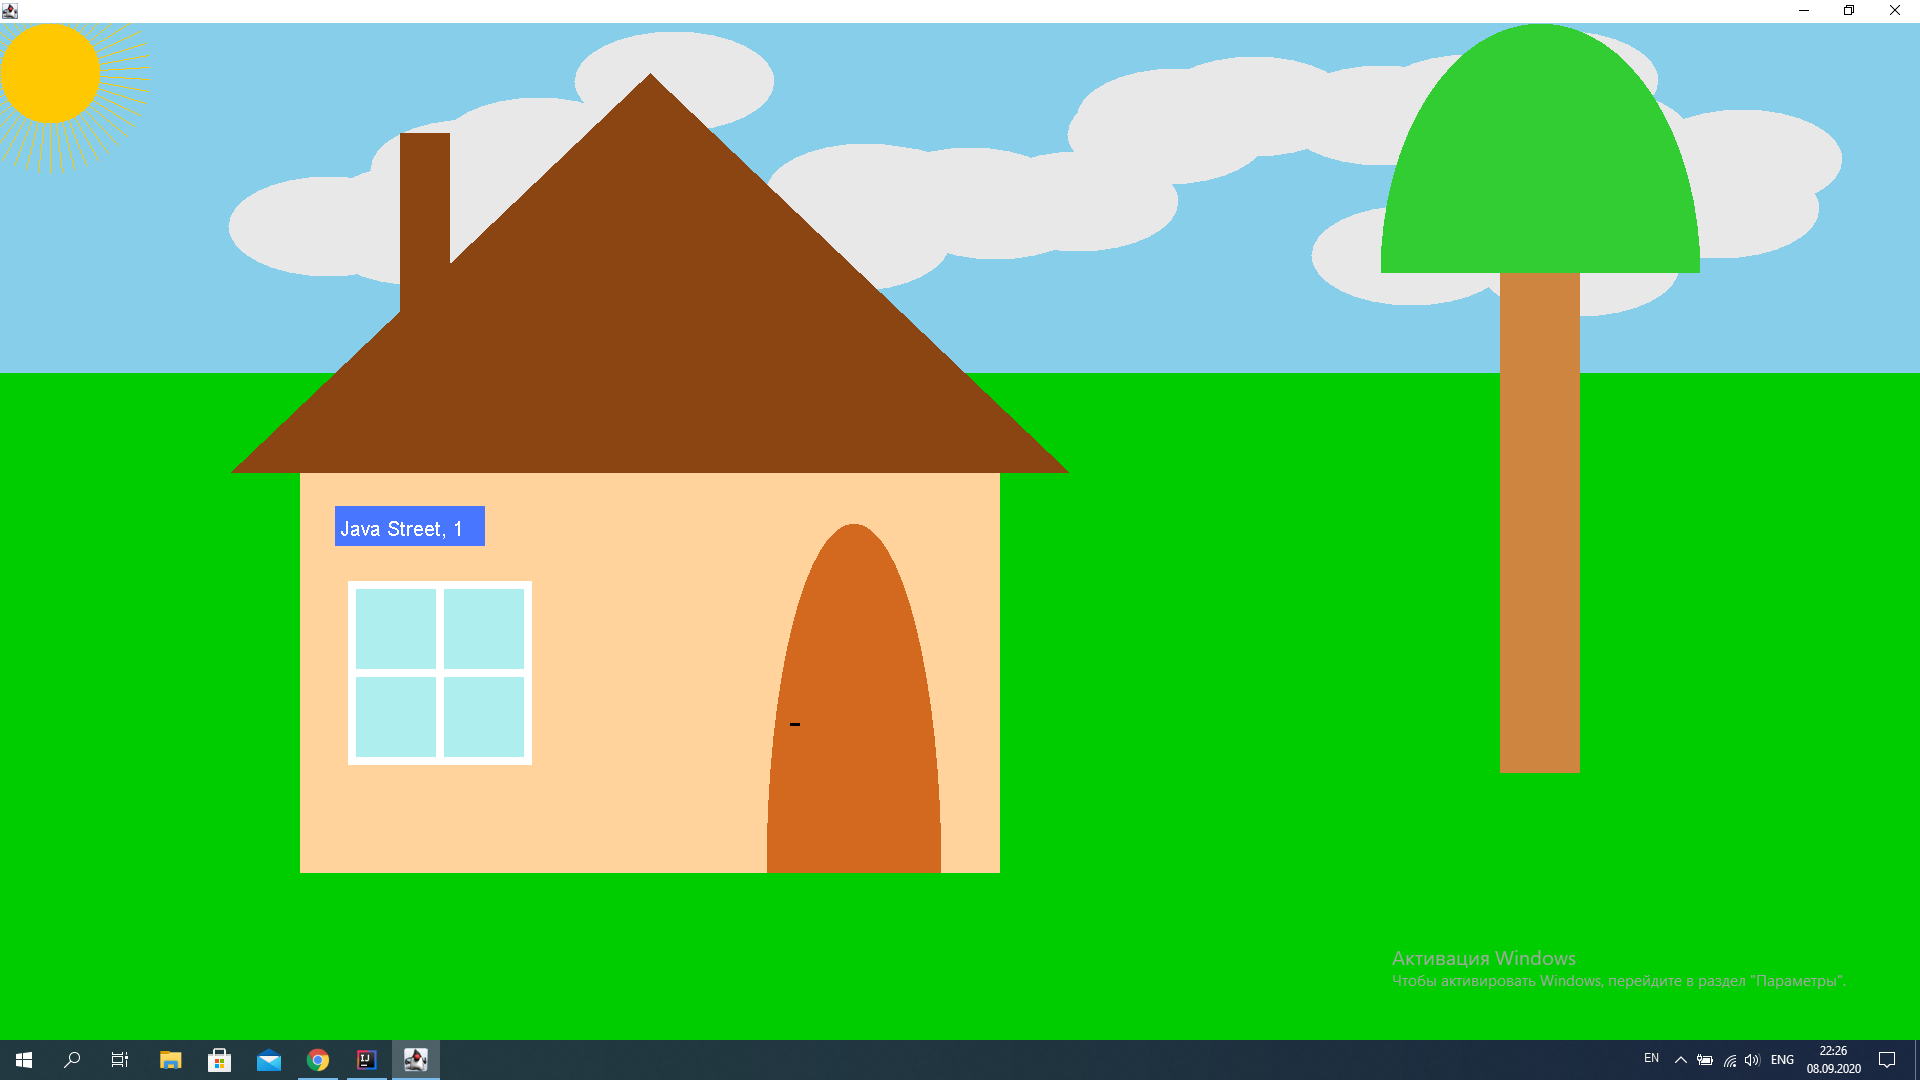 Java Street, 1
Активация Windows
Чтобы активировать Windows, перейдите в раздел "Параметры".
EN
ENG
22:26
08.09.2020